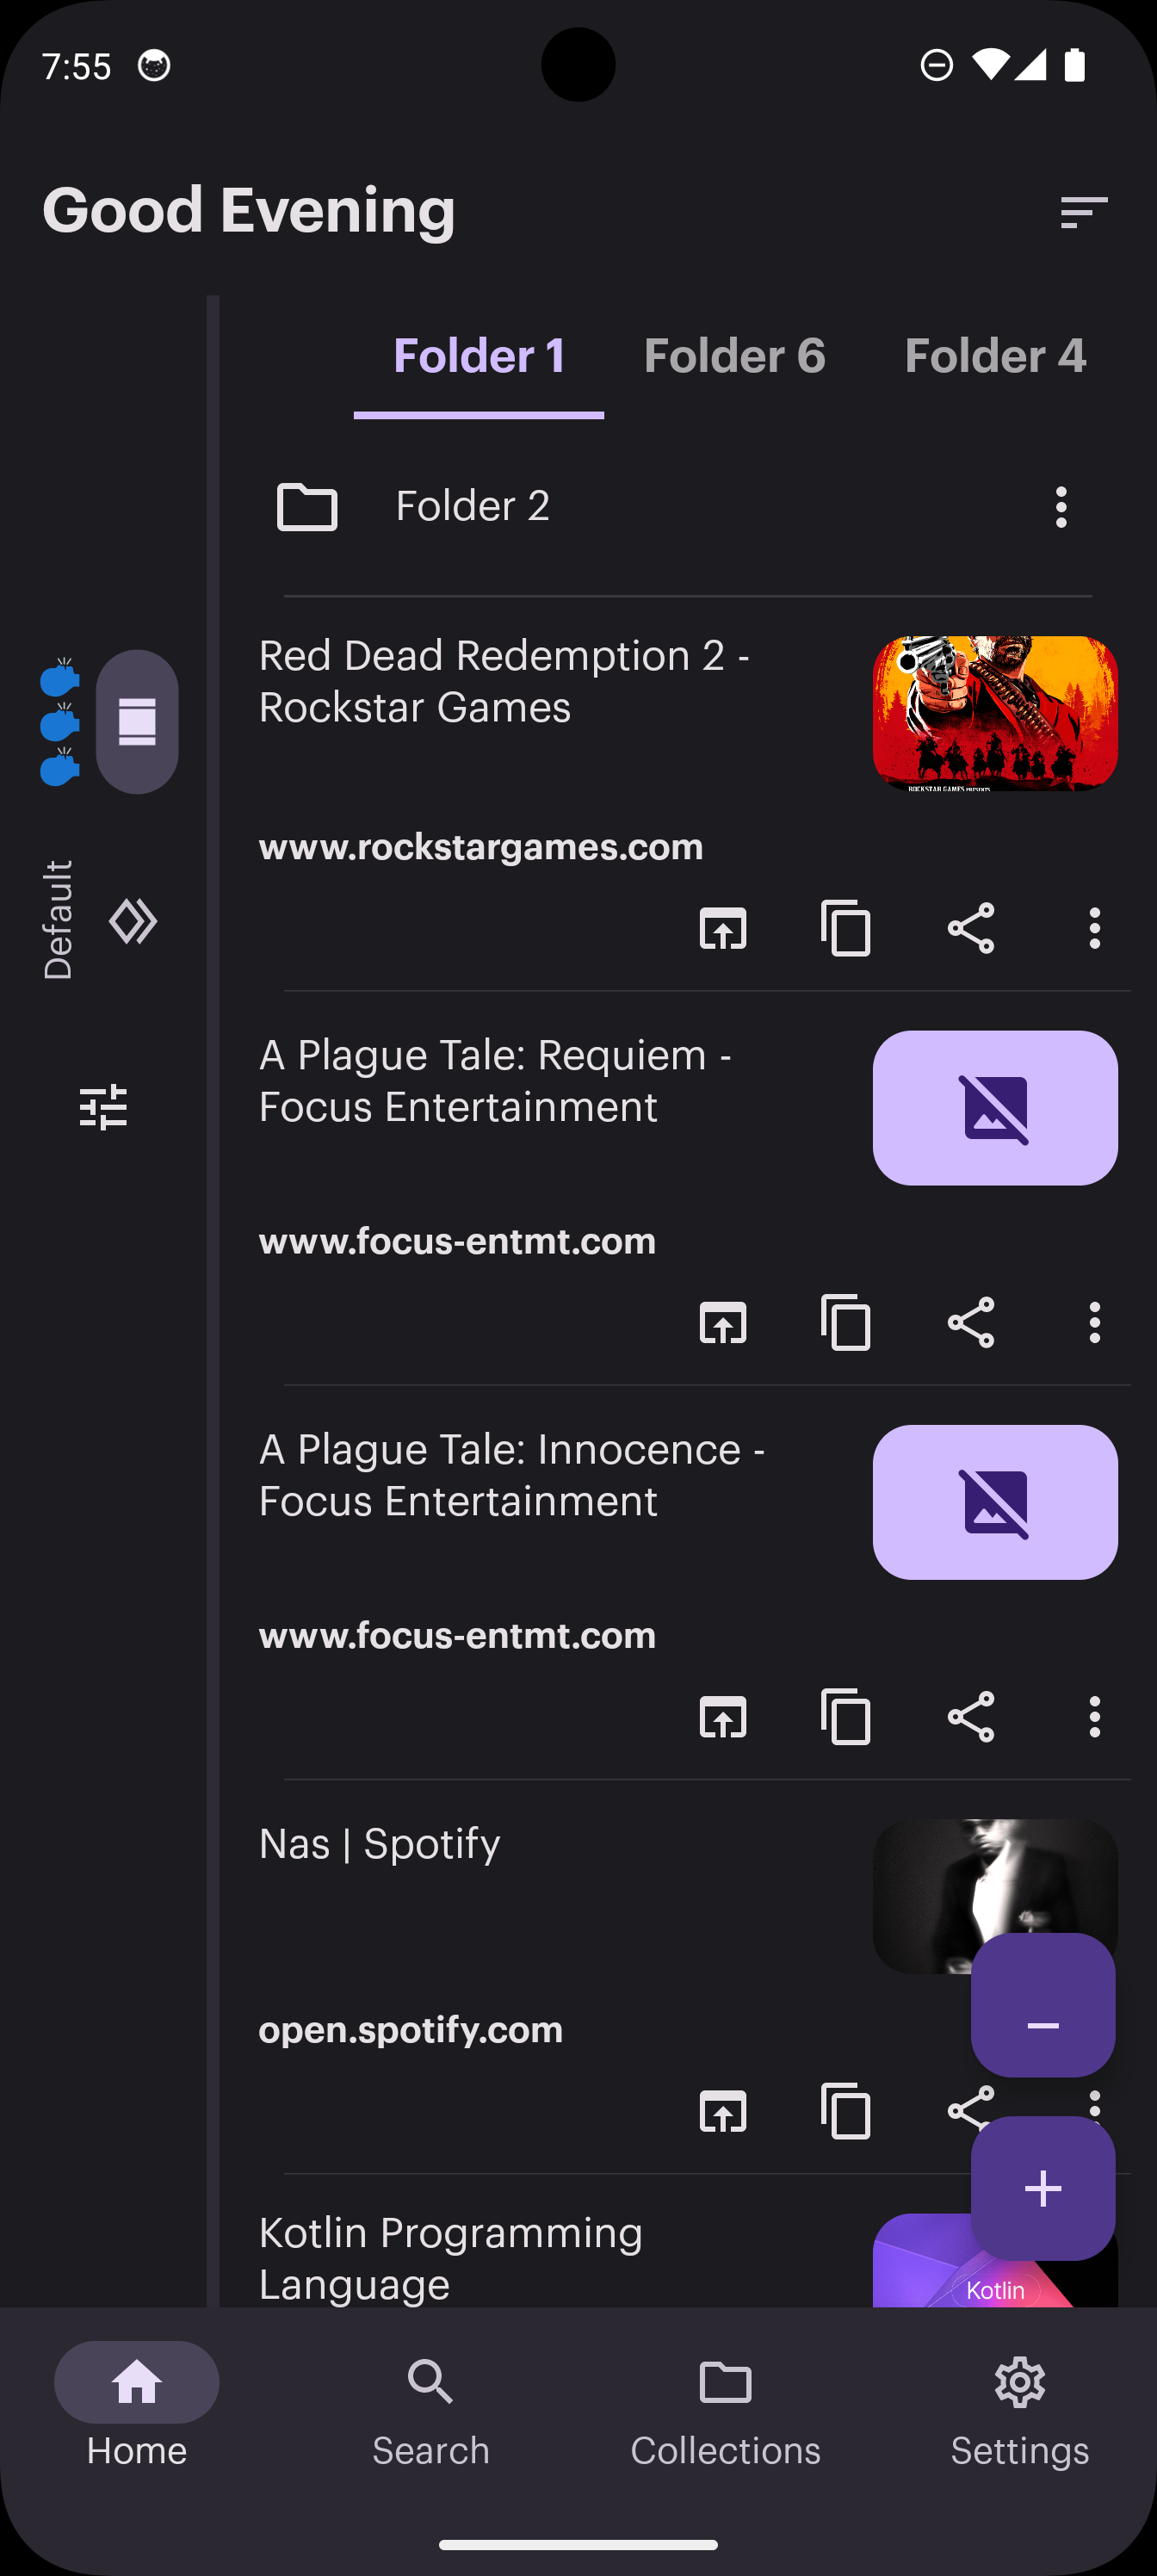 7:55
Good Evening
Folder 1
Folder 6
Folder 4
Folder 2
Red Dead Redemption 2 -
Rockstar Games
ROCKSTAR GAMES PRESENTS
www.rockstargames.com
Default
A Plague Tale: Requiem -
Focus Entertainment
www.focus-entmt.com
A Plague Tale: Innocence -
Focus Entertainment
www.focus-entmt.com
Nas | Spotify
open.spotify.com
Kotlin Programming
Language
Kotlin
Home
Search
Collections
Settings